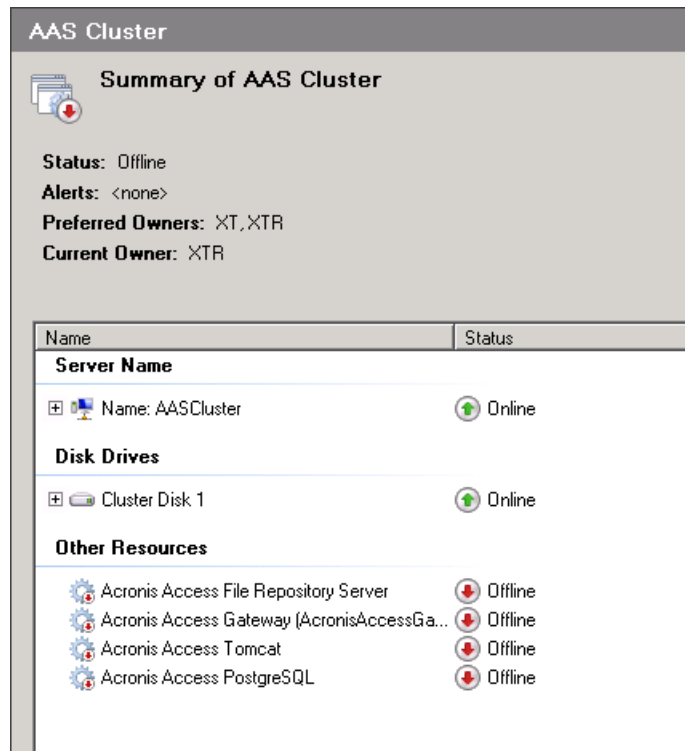 AAS Cluster
Summary of AAS Cluster
Status: Offline
Alerts: <none>
Preferred Owners: XT, XTR
Current Owner: XTR
Name Status
Server Name
Name: AASCluster Online
Disk Drives
Cluster Disk 1 Online
Other Resources
Acronis Access File Repository Server Offline
Acronis Access Gateway (AcronisAccessGa... Offline
Acronis Access Tomcat Offline
Acronis Access PostgreSQL Offline